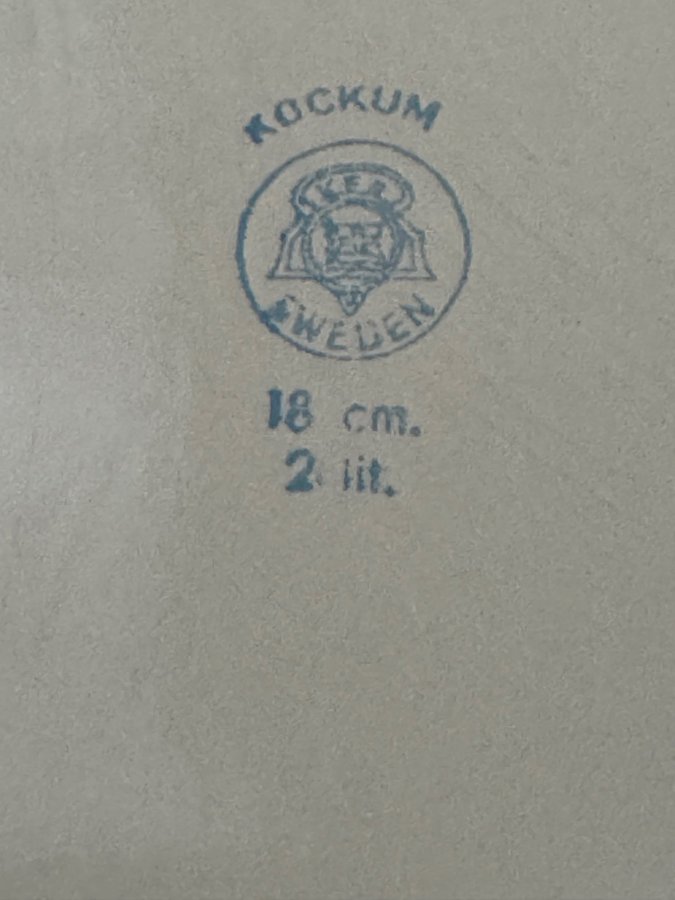 KOCKUM
K.E.R.
SWEDEN
18 cm.
2 lit.